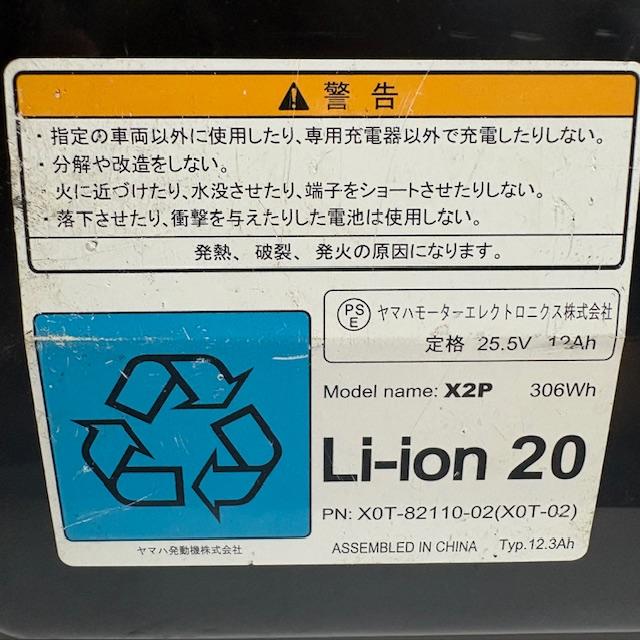 警告
・指定の車両以外に使用したり、専用充電器以外で充電したりしない。
・分解や改造をしない。
・火に近づけたり、水没させたり、端子をショートさせたりしない。
・落下させたり、衝撃を与えたりした電池は使用しない。
発熱、破裂、発火の原因になります。
PS
E
ヤマハモーターエレクトロニクス株式会社
定格 25.5V 12Ah
Model name: X2P 306Wh
Li-ion 20
PN: X0T-82110-02(X0T-02)
ヤマハ発動機株式会社
ASSEMBLED IN CHINA Typ.12.3Ah